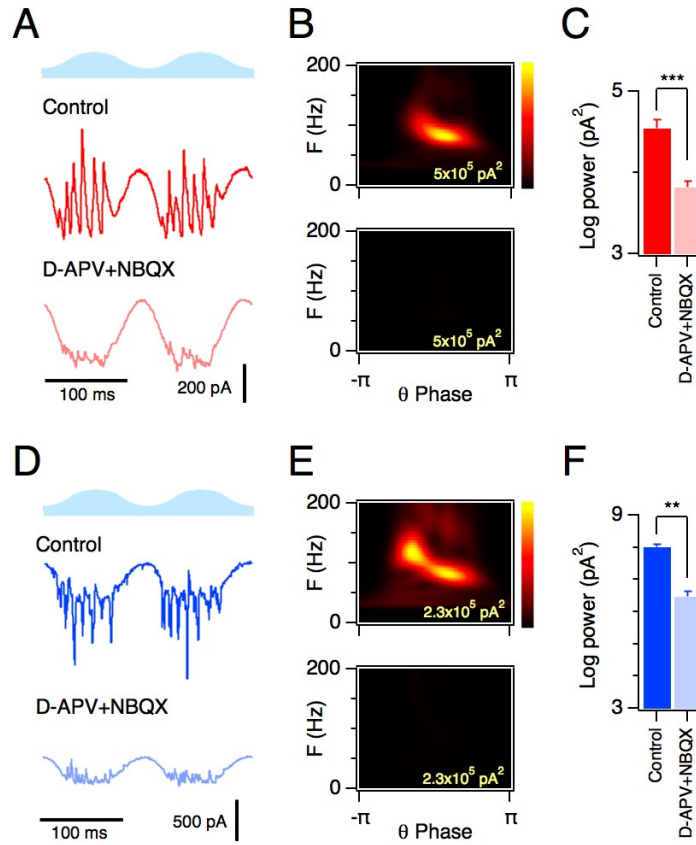 A
Control
D-APV+NBQX
100 ms
200 pA
B
200
F (Hz)
0
5x10⁵ pA²
200
F (Hz)
0
5x10⁵ pA²
-π
π
θ Phase
C
5
***
Log power (pA²)
3
Control
D-APV+NBQX
D
Control
D-APV+NBQX
100 ms
500 pA
E
200
F (Hz)
0
2.3x10⁵ pA²
200
F (Hz)
0
2.3x10⁵ pA²
-π
π
θ Phase
F
9
**
Log power (pA²)
3
Control
D-APV+NBQX